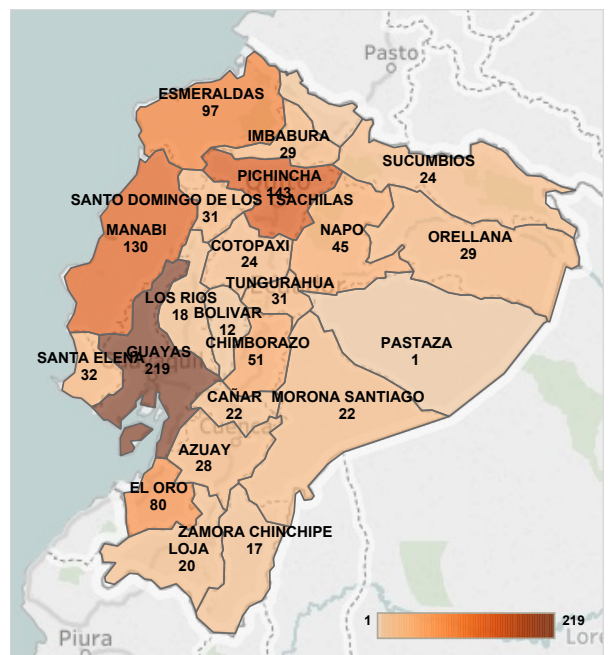 Pasto
ESMERALDAS
97
IMBABURA
29
SUCUMBIOS
24
PICHINCHA
143
SANTO DOMINGO DE LOS TSACHILAS
31
MANABI
130
NAPO
45
ORELLANA
29
COTOPAXI
24
TUNGURAHUA
31
LOS RIOS
18
BOLIVAR
12
CHIMBORAZO
51
PASTAZA
1
SANTA ELENA
32
GUAYAS
219
CAÑAR
22
MORONA SANTIAGO
22
Cuenca
AZUAY
28
EL ORO
80
ZAMORA CHINCHIPE
17
LOJA
20
1
219
Piura
Lore